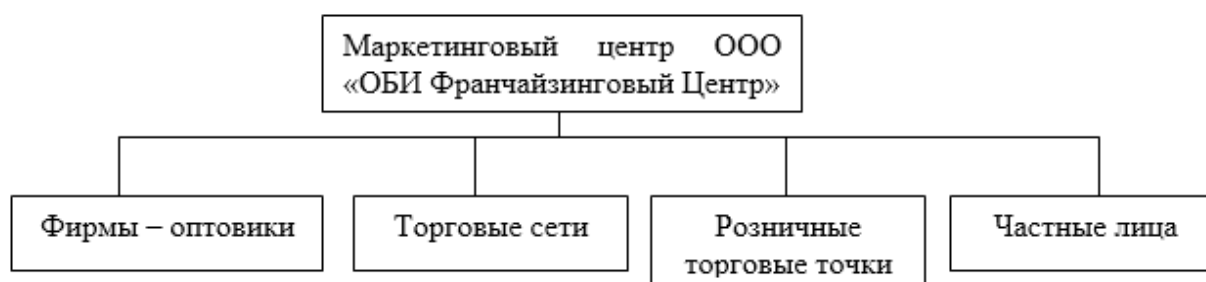 Маркетинговый центр ООО
«ОБИ Франчайзинговый Центр»
Фирмы – оптовики
Торговые сети
Розничные
торговые точки
Частные лица